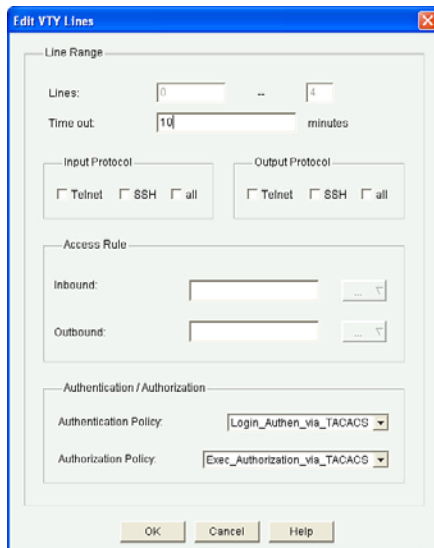 Edit VTY Lines
Line Range
Lines: 0 -- 4
Time out: 10 minutes
Input Protocol
Telnet SSH all
Output Protocol
Telnet SSH all
Access Rule
Inbound: ...
Outbound: ...
Authentication / Authorization
Authentication Policy: Login_Authen_via_TACACS
Authorization Policy: Exec_Authorization_via_TACACS
OK Cancel Help